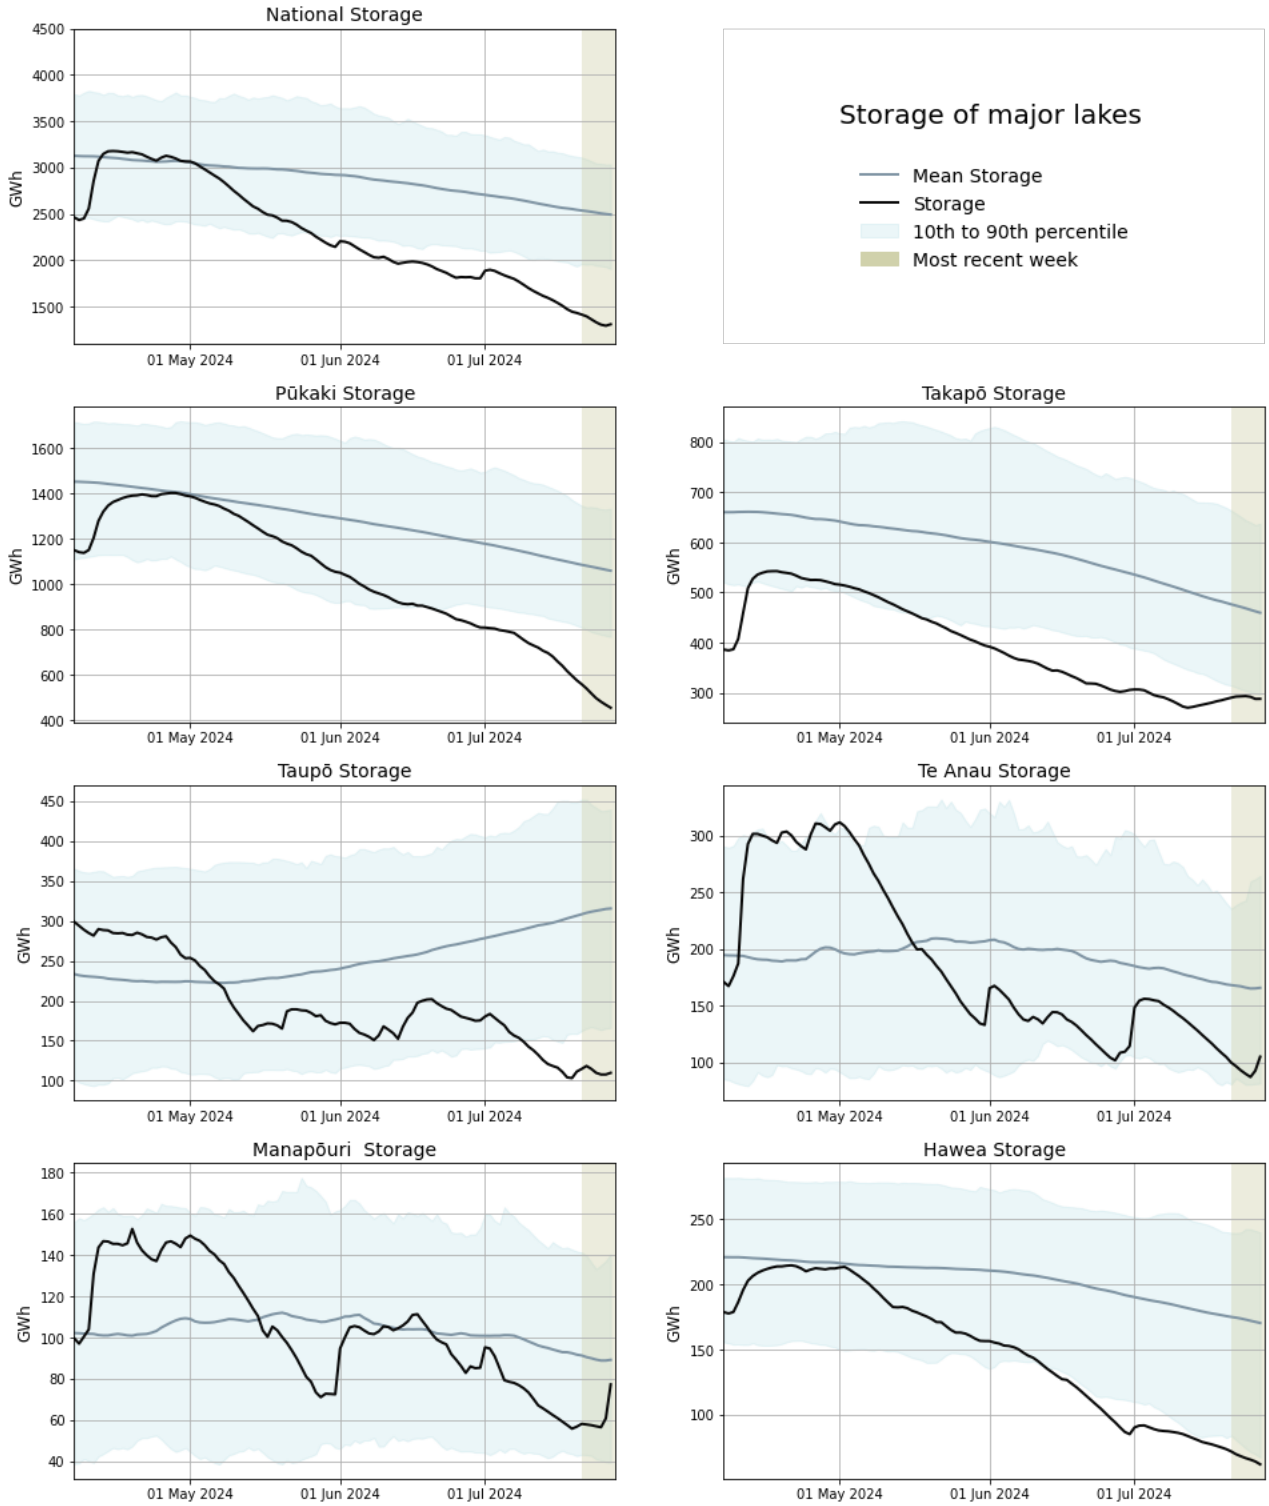 National Storage
4500
4000
3500
3000
2500
2000
1500
GWh
01 May 2024 01 Jun 2024 01 Jul 2024
Storage of major lakes
Mean Storage
Storage
10th to 90th percentile
Most recent week
Pūkaki Storage
1600
1400
1200
1000
800
600
400
GWh
01 May 2024 01 Jun 2024 01 Jul 2024
Takapō Storage
800
700
600
500
400
300
GWh
01 May 2024 01 Jun 2024 01 Jul 2024
Taupō Storage
450
400
350
300
250
200
150
100
GWh
01 May 2024 01 Jun 2024 01 Jul 2024
Te Anau Storage
300
250
200
150
100
GWh
01 May 2024 01 Jun 2024 01 Jul 2024
Manapōuri  Storage
180
160
140
120
100
80
60
40
GWh
01 May 2024 01 Jun 2024 01 Jul 2024
Hawea Storage
250
200
150
100
GWh
01 May 2024 01 Jun 2024 01 Jul 2024